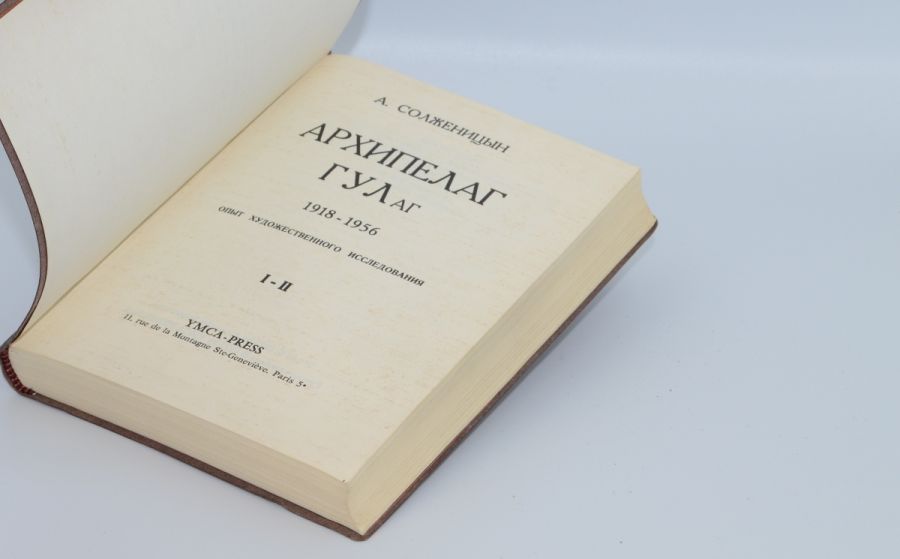 А. СОЛЖЕНИЦЫН
АРХИПЕЛАГ
ГУЛаг
1918 - 1956
ОПЫТ ХУДОЖЕСТВЕННОГО ИССЛЕДОВАНИЯ
I - II
YMCA-PRESS
11, rue de la Montagne Ste-Geneviève, Paris 5e